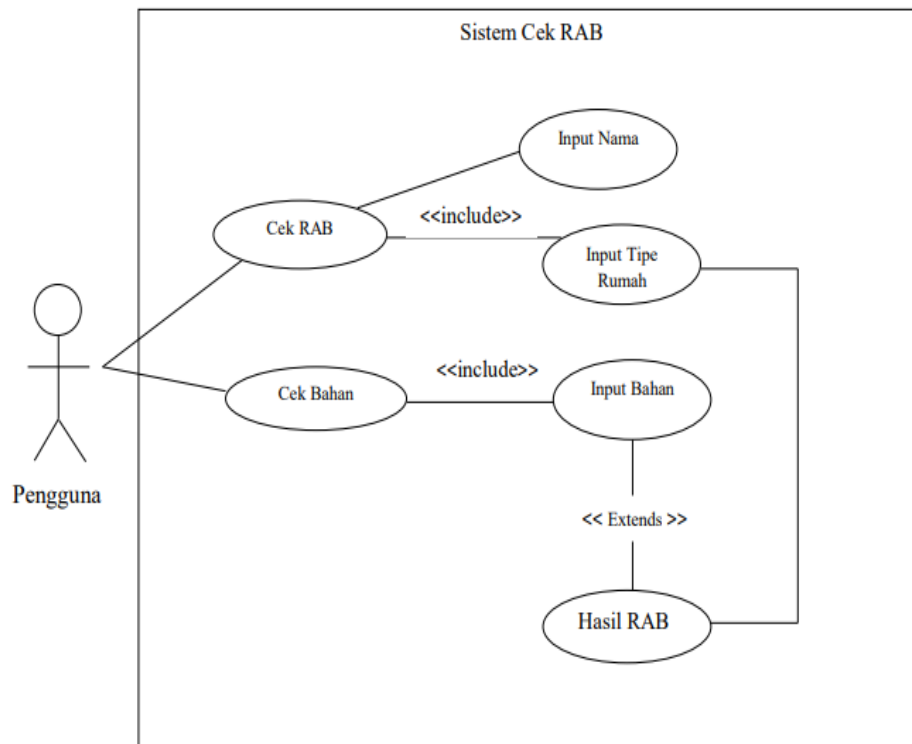 Sistem Cek RAB
Input Nama
<<include>>
Cek RAB
Input Tipe
Rumah
<<include>>
Cek Bahan
Input Bahan
Pengguna
<< Extends >>
Hasil RAB